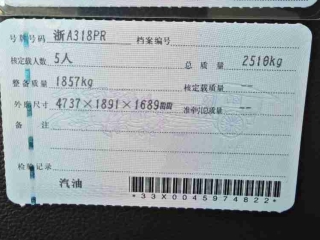 号牌号码 浙A318PR 档案编号
核定载人数 5人 总质量 2510kg
整备质量 1857kg 核定载质量 --
外廓尺寸 4737×1891×1689 准牵引总质量 --
备注
检验记录
汽油
*33X0045974822*